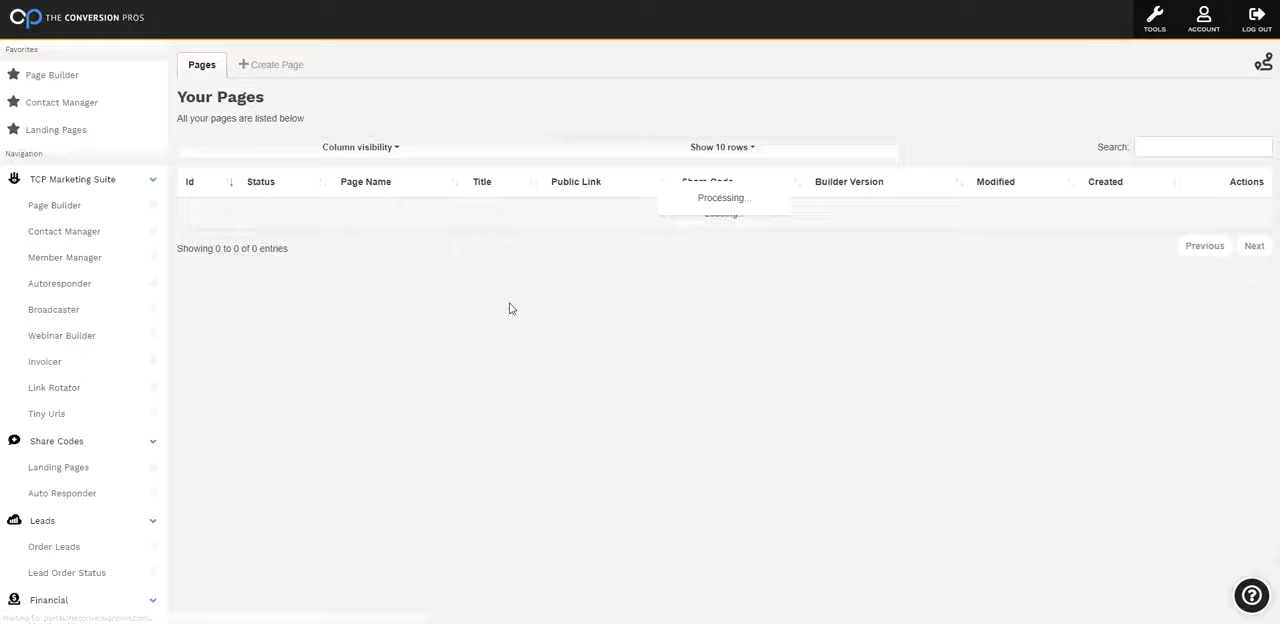 cp THE CONVERSION PROS
TOOLS
ACCOUNT
LOG OUT
Favorites
Page Builder
Contact Manager
Landing Pages
Navigation
TCP Marketing Suite
Page Builder
Contact Manager
Member Manager
Autoresponder
Broadcaster
Webinar Builder
Invoicer
Link Rotator
Tiny Urls
Share Codes
Landing Pages
Auto Responder
Leads
Order Leads
Lead Order Status
Financial
Pages
Create Page
Your Pages
All your pages are listed below
Column visibility
Show 10 rows
Search:
Id Status Page Name Title Public Link Share Code Builder Version Modified Created Actions
Processing...
Loading...
Showing 0 to 0 of 0 entries
Previous Next